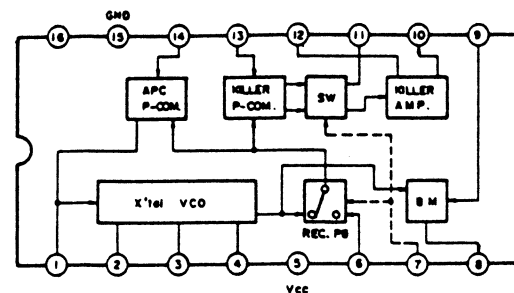 GND
16 15 14 13 12 11 10 9
APC P-COM.
KILLER P-COM.
SW
KILLER AMP.
X'tal VCO
REC. PB
BM
1 2 3 4 5 6 7 8
Vcc